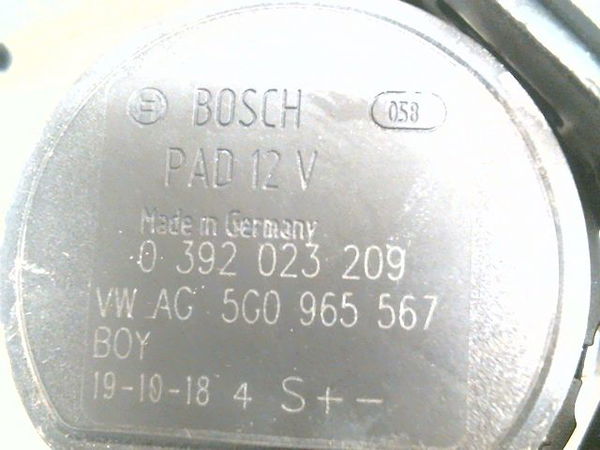 BOSCH 058
PAD 12 V
Made in Germany
0 392 023 209
VW AG 5G0 965 567
BOY
19-10-18 4 S + -